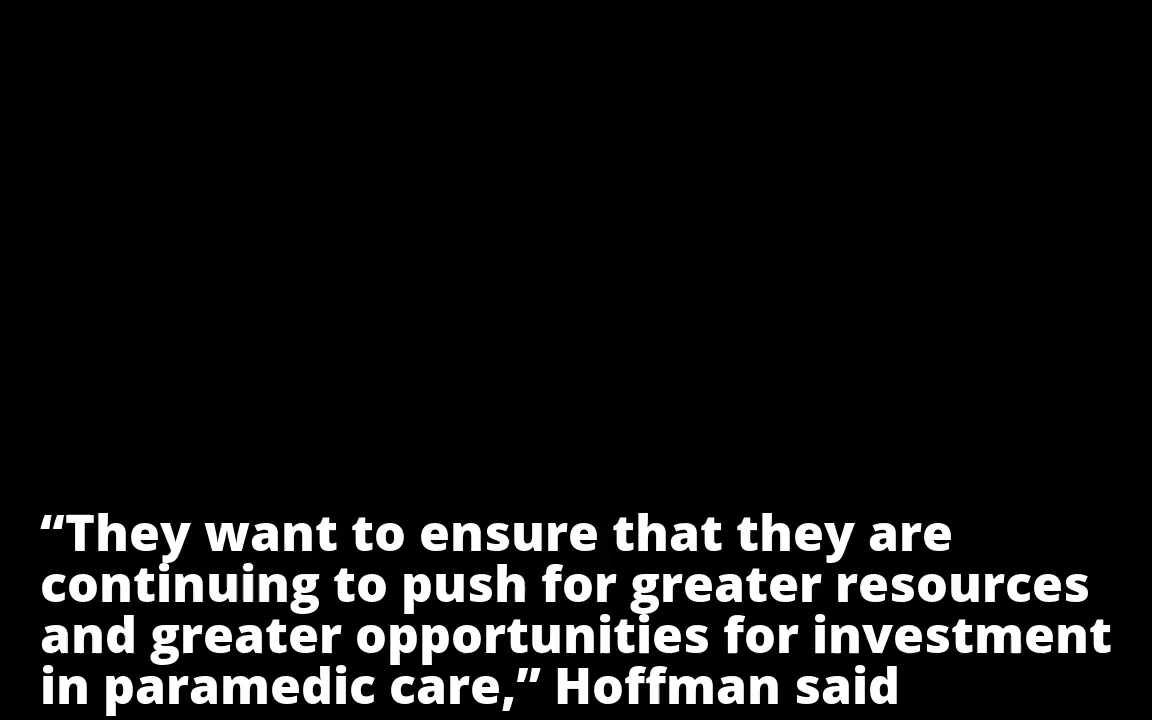 “They want to ensure that they are
continuing to push for greater resources
and greater opportunities for investment
in paramedic care,” Hoffman said